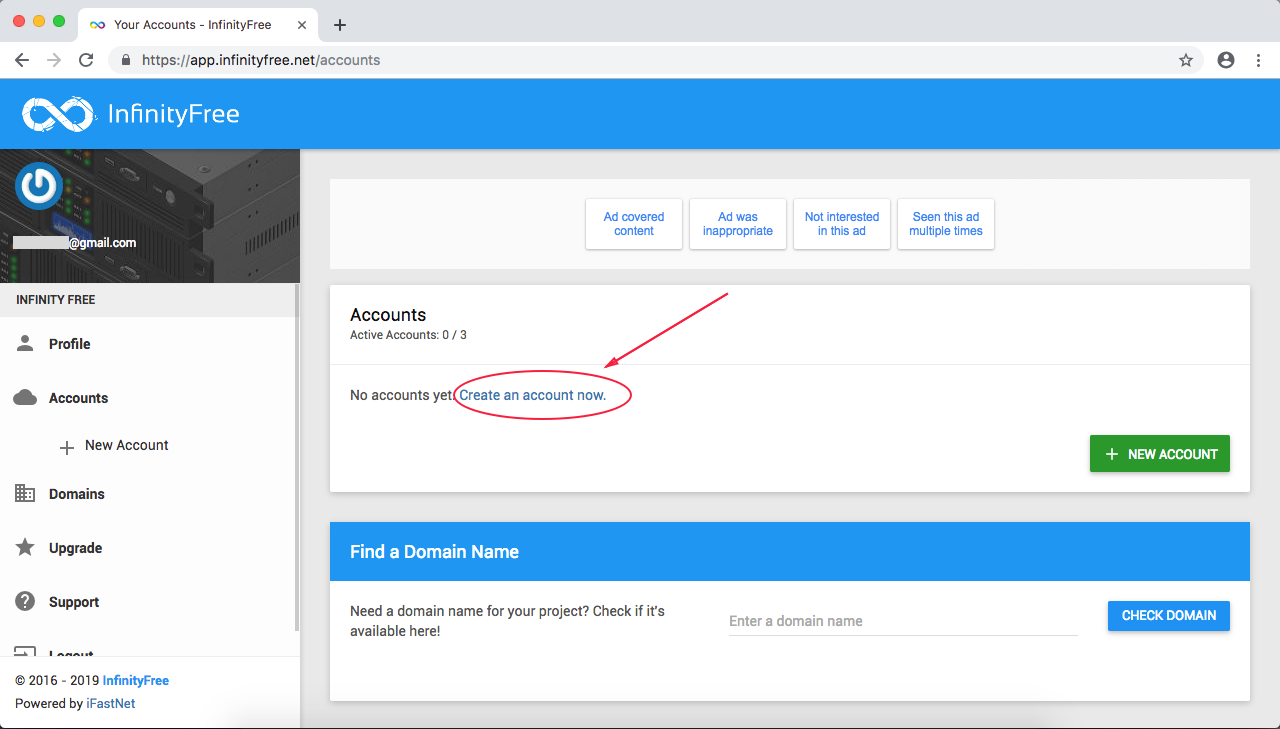 Your Accounts - InfinityFree
https://app.infinityfree.net/accounts
InfinityFree
@gmail.com
INFINITY FREE
Profile
Accounts
New Account
Domains
Upgrade
Support
Logout
© 2016 - 2019 InfinityFree
Powered by iFastNet
Ad covered
content
Ad was
inappropriate
Not interested
in this ad
Seen this ad
multiple times
Accounts
Active Accounts: 0 / 3
No accounts yet. Create an account now.
NEW ACCOUNT
Find a Domain Name
Need a domain name for your project? Check if it's
available here!
Enter a domain name
CHECK DOMAIN